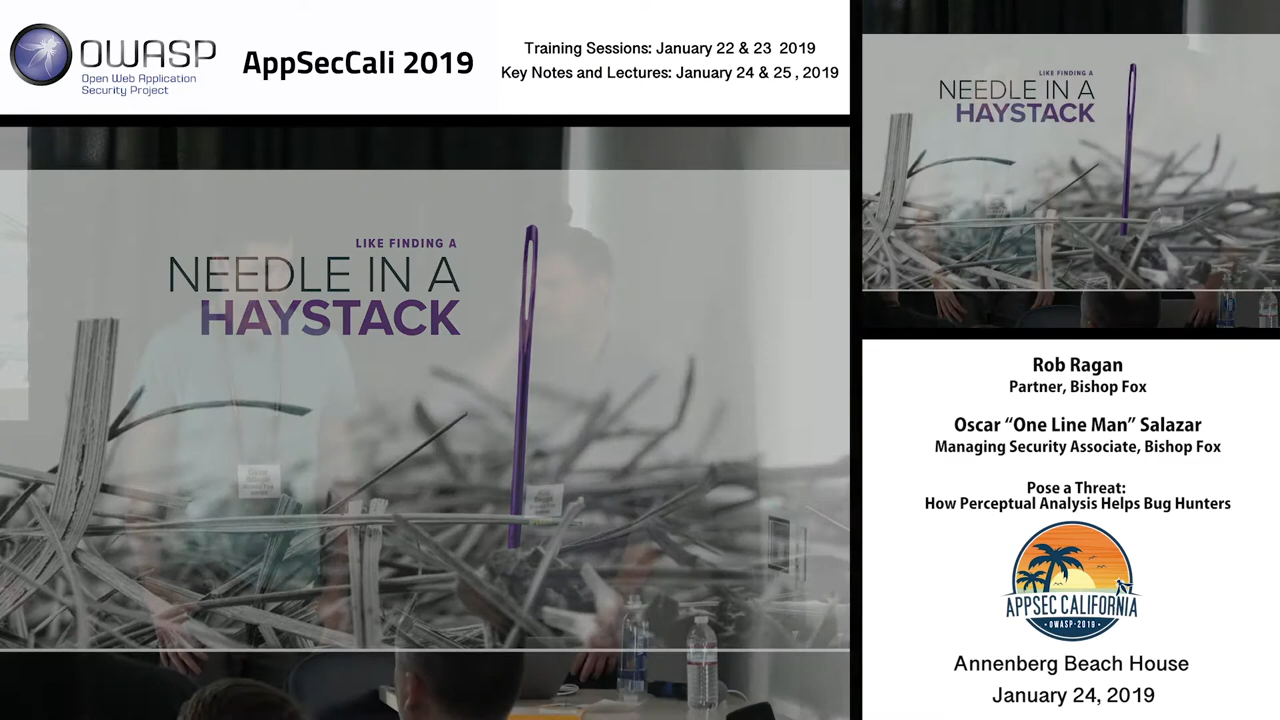 OWASP
Open Web Application
Security Project
AppSecCali 2019
Training Sessions: January 22 & 23 2019
Key Notes and Lectures: January 24 & 25 , 2019
LIKE FINDING A
NEEDLE IN A
HAYSTACK
LIKE FINDING A
NEEDLE IN A
HAYSTACK
Rob Ragan
Partner, Bishop Fox
Oscar “One Line Man” Salazar
Managing Security Associate, Bishop Fox
Pose a Threat:
How Perceptual Analysis Helps Bug Hunters
APPSEC CALIFORNIA
• OWASP-2019 •
Annenberg Beach House
January 24, 2019